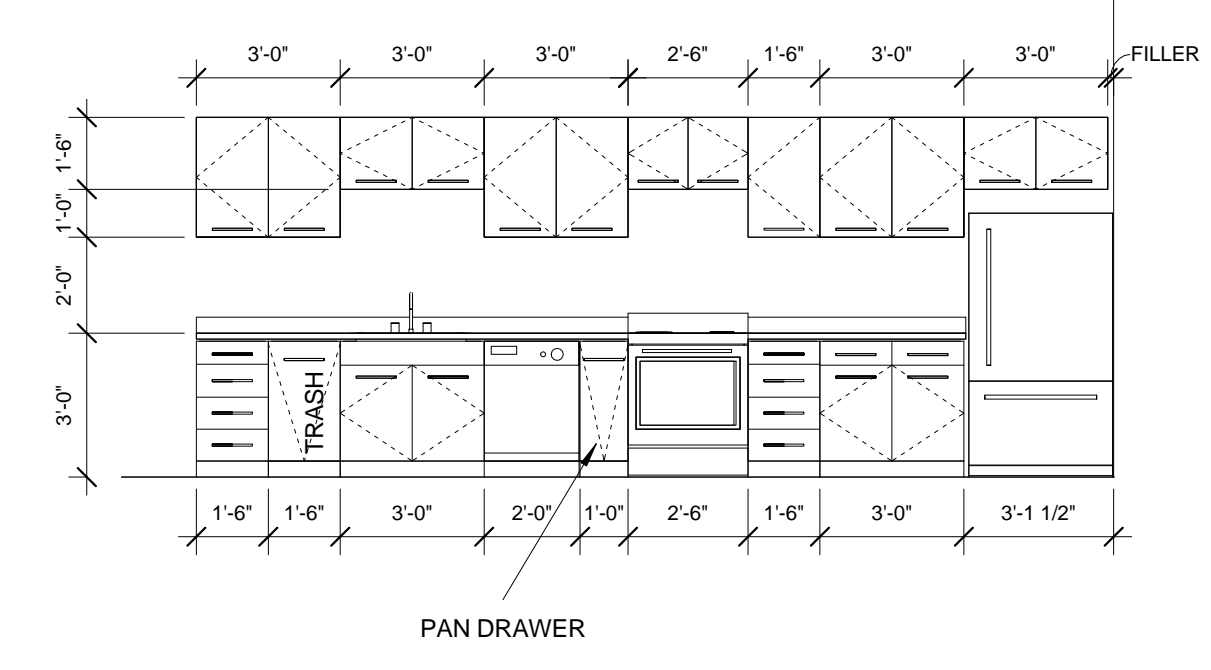 3'-0" 3'-0" 3'-0" 2'-6" 1'-6" 3'-0" 3'-0" FILLER
1'-6"
1'-0"
2'-0"
3'-0"
TRASH
1'-6" 1'-6" 3'-0" 2'-0" 1'-0" 2'-6" 1'-6" 3'-0" 3'-1 1/2"
PAN DRAWER